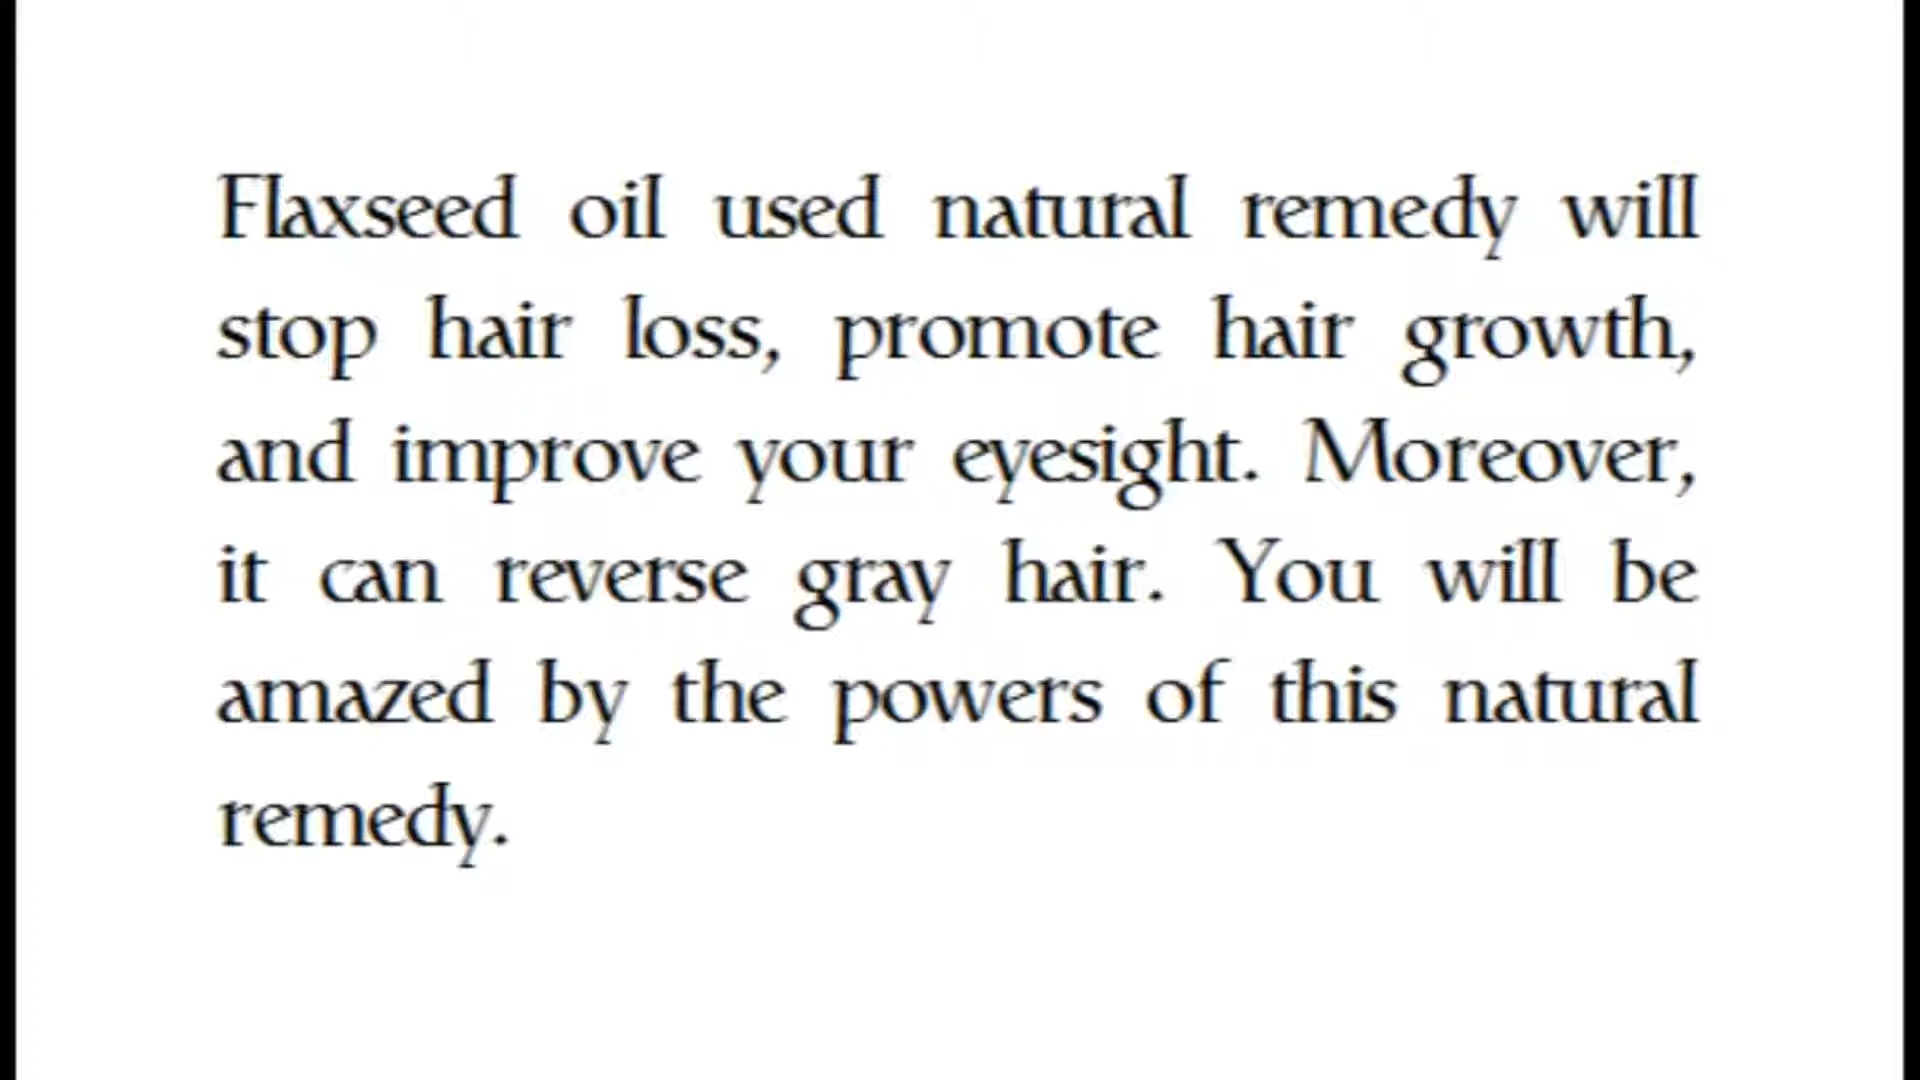 Flaxseed oil used natural remedy will
stop hair loss, promote hair growth,
and improve your eyesight. Moreover,
it can reverse gray hair. You will be
amazed by the powers of this natural
remedy.